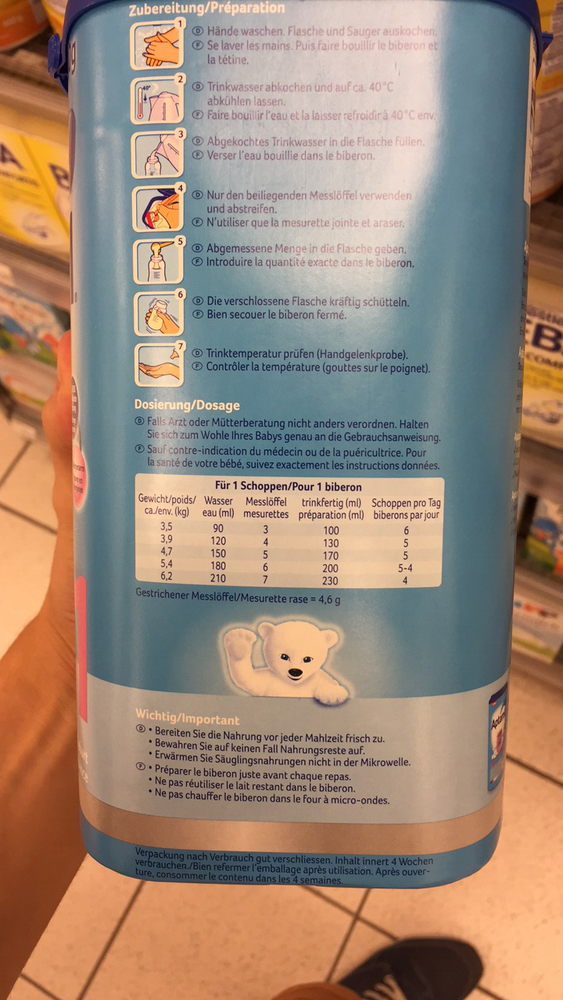 Zubereitung/Préparation
1
D Hände waschen. Flasche und Sauger auskochen.
F Se laver les mains. Puis faire bouillir le biberon et
la tétine.
2
D Trinkwasser abkochen und auf ca. 40°C
abkühlen lassen.
F Faire bouillir l'eau et la laisser refroidir à 40°C env.
3
D Abgekochtes Trinkwasser in die Flasche füllen.
F Verser l'eau bouillie dans le biberon.
4
D Nur den beiliegenden Messlöffel verwenden
und abstreifen.
F N'utiliser que la mesurette jointe et araser.
5
D Abgemessene Menge in die Flasche geben.
F Introduire la quantité exacte dans le biberon.
6
D Die verschlossene Flasche kräftig schütteln.
F Bien secouer le biberon fermé.
7
D Trinktemperatur prüfen (Handgelenkprobe).
F Contrôler la température (gouttes sur le poignet).
Dosierung/Dosage
D Falls Arzt oder Mütterberatung nicht anders verordnen. Halten
Sie sich zum Wohle Ihres Babys genau an die Gebrauchsanweisung.
F Sauf contre-indication du médecin ou de la puéricultrice. Pour
la santé de votre bébé, suivez exactement les instructions données.
Für 1 Schoppen/Pour 1 biberon
Gewicht/poids/ Wasser Messlöffel trinkfertig (ml) Schoppen pro Tag
ca./env. (kg) eau (ml) mesurettes préparation (ml) biberons par jour
3,5 90 3 100 6
3,9 120 4 130 5
4,7 150 5 170 5
5,4 180 6 200 5-4
6,2 210 7 230 4
Gestrichener Messlöffel/Mesurette rase = 4,6 g
Wichtig/Important
D • Bereiten Sie die Nahrung vor jeder Mahlzeit frisch zu.
• Bewahren Sie auf keinen Fall Nahrungsreste auf.
• Erwärmen Sie Säuglingsnahrungen nicht in der Mikrowelle.
F • Préparer le biberon juste avant chaque repas.
• Ne pas réutiliser le lait restant dans le biberon.
• Ne pas chauffer le biberon dans le four à micro-ondes.
Verpackung nach Verbrauch gut verschliessen. Inhalt innert 4 Wochen
verbrauchen./Bien refermer l'emballage après utilisation. Après ouver-
ture, consommer le contenu dans les 4 semaines.